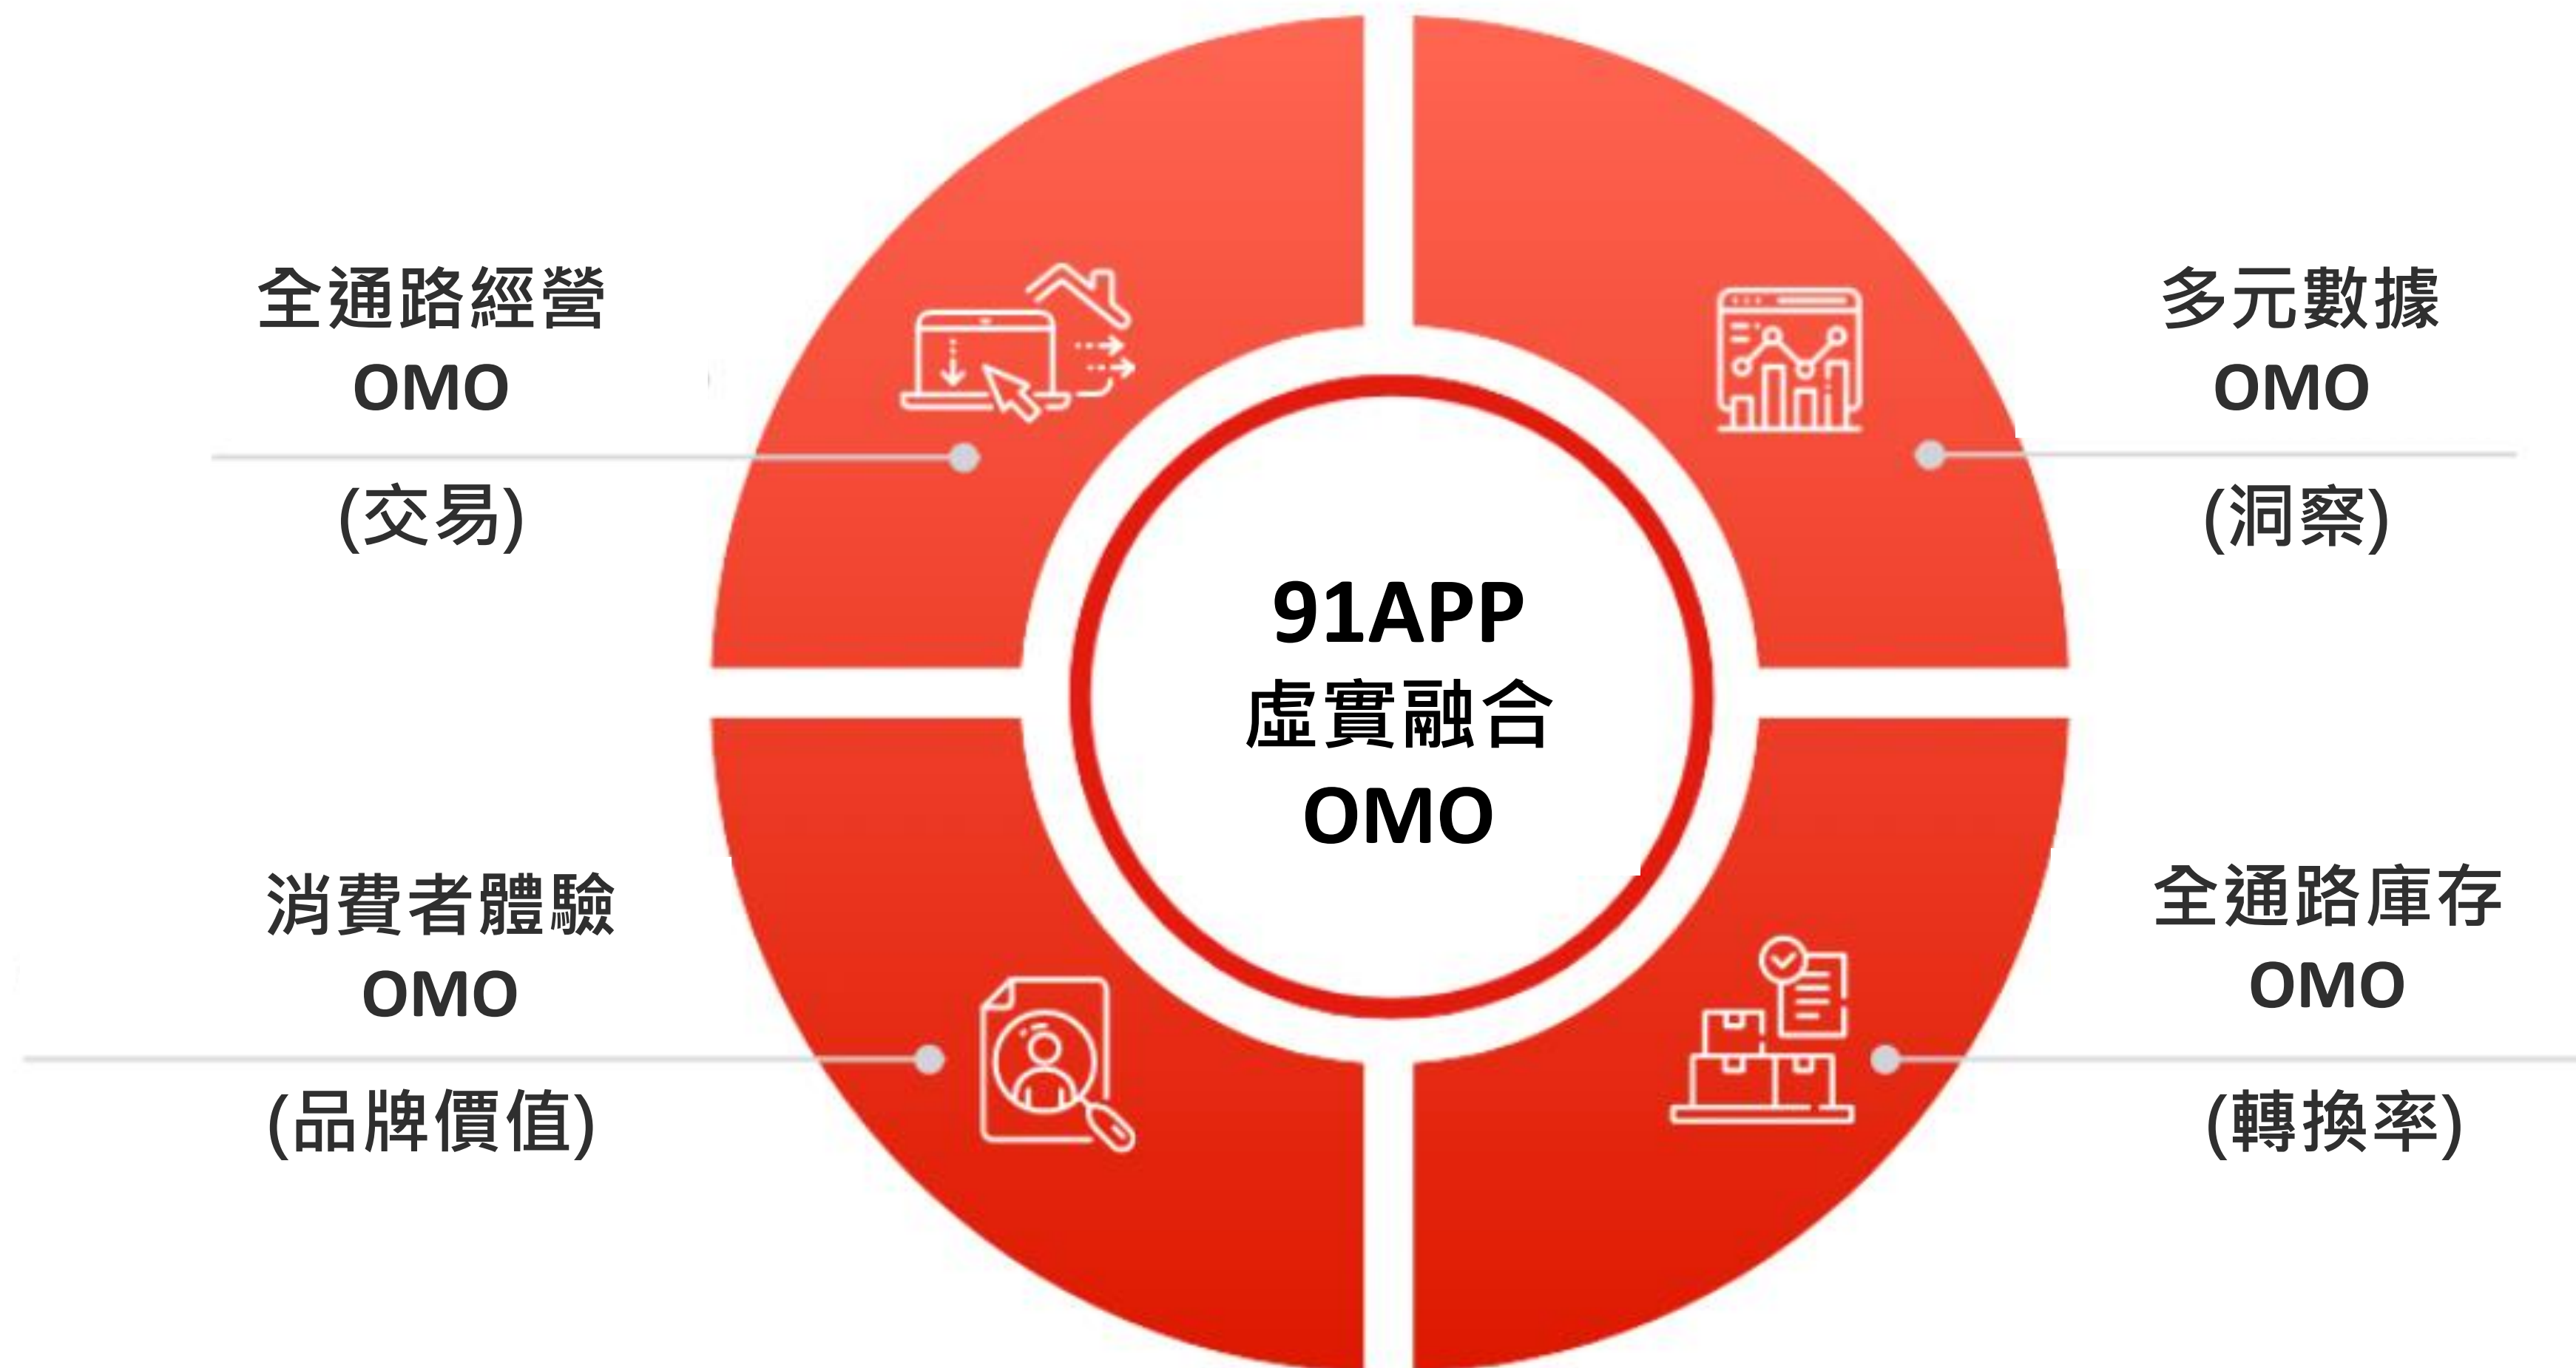 全通路經營
OMO
(交易)
多元數據
OMO
(洞察)
91APP
虛實融合
OMO
消費者體驗
OMO
(品牌價值)
全通路庫存
OMO
(轉換率)